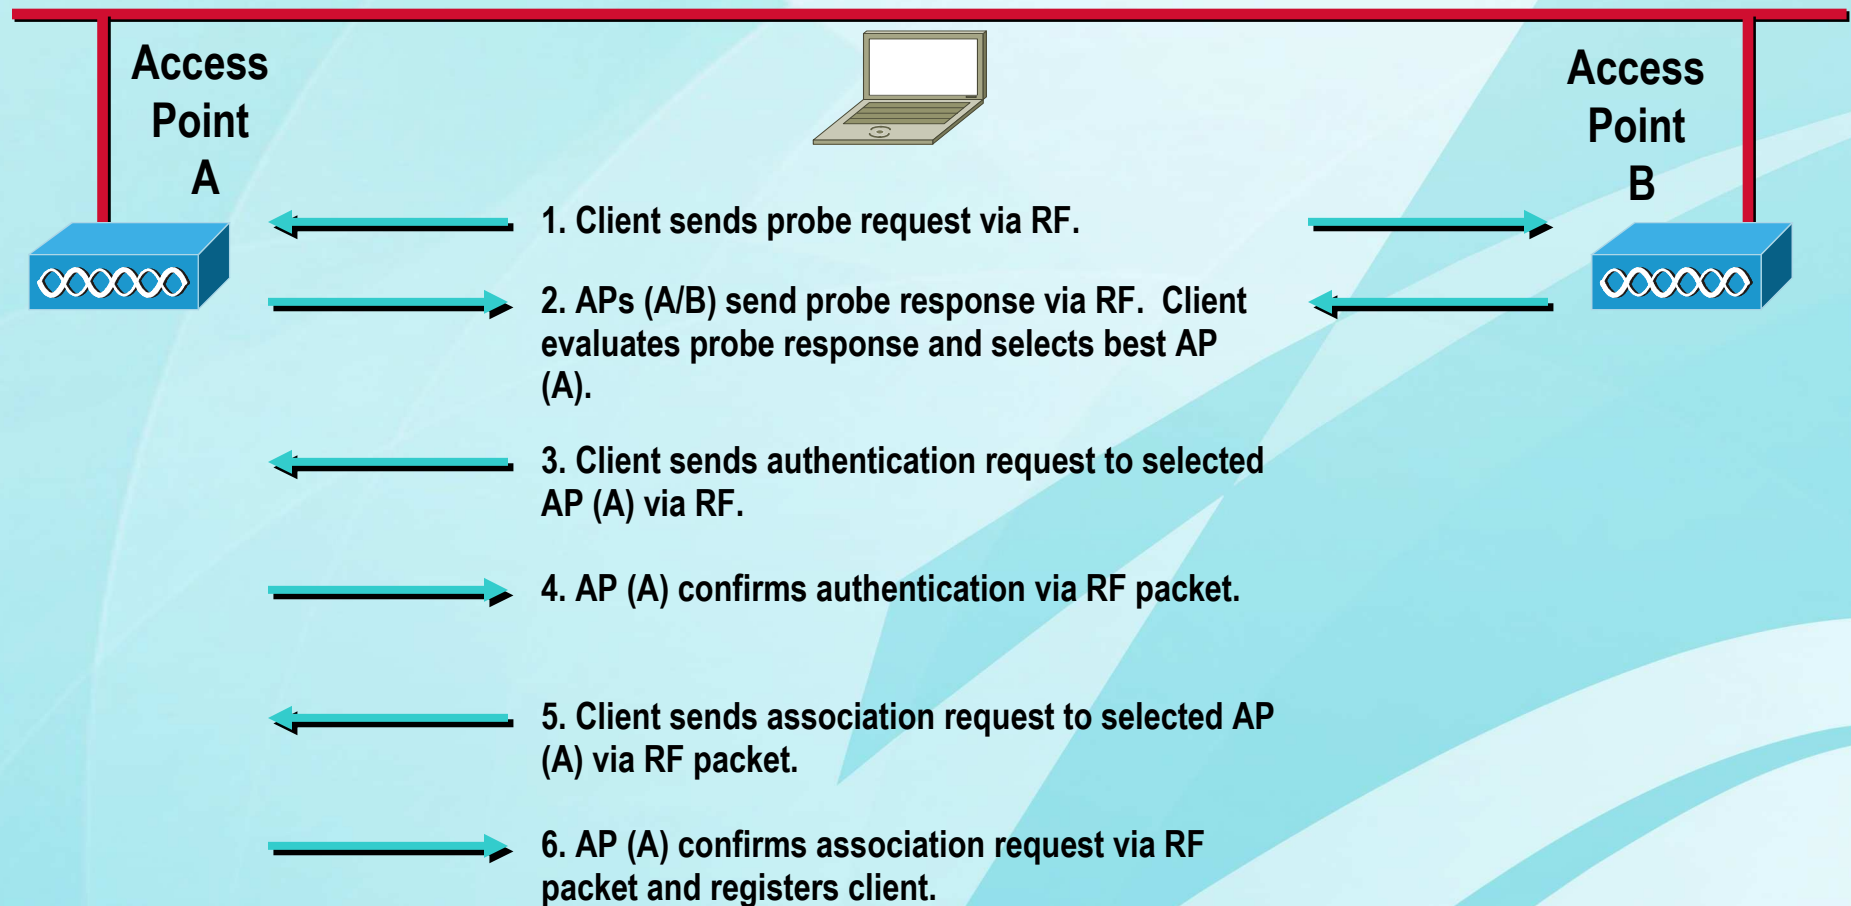 Access
Point
A
Access
Point
B
1. Client sends probe request via RF.
2. APs (A/B) send probe response via RF.  Client
evaluates probe response and selects best AP
(A).
3. Client sends authentication request to selected
AP (A) via RF.
4. AP (A) confirms authentication via RF packet.
5. Client sends association request to selected AP
(A) via RF packet.
6. AP (A) confirms association request via RF
packet and registers client.